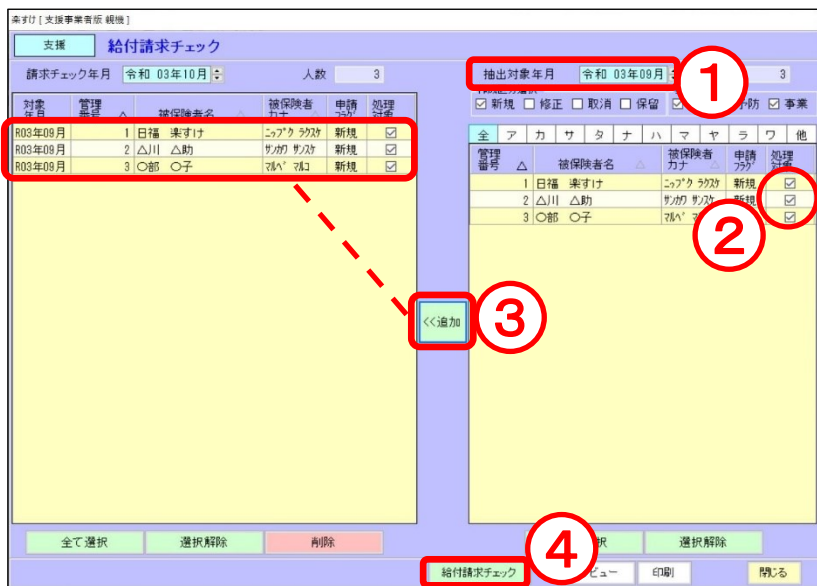 楽すけ [ 支援事業者版 親機 ]
支援 給付請求チェック
請求チェック年月 令和 03年10月 人数 3
対象年月 管理番号 △ 被保険者名 △ 被保険者カナ △ 申請フラグ 処理対象
R03年09月 1 日福 楽すけ ニップク ラクスケ 新規
R03年09月 2 △川 △助 サンカワ サンスケ 新規
R03年09月 3 〇部 〇子 マルベ マルコ 新規
全て選択 選択解除 削除
<<追加
③
抽出対象年月 令和 03年09月 3
①
新規 修正 取消 保留 予防 事業
全 ア カ サ タ ナ ハ マ ヤ ラ ワ 他
管理番号 △ 被保険者名 △ 被保険者カナ △ 申請フラグ 処理対象
1 日福 楽すけ ニップク ラクスケ 新規
2 △川 △助 サンカワ サンスケ 新規
3 〇部 〇子 マルベ
②
択 選択解除
給付請求チェック ④ ビュー 印刷 閉じる